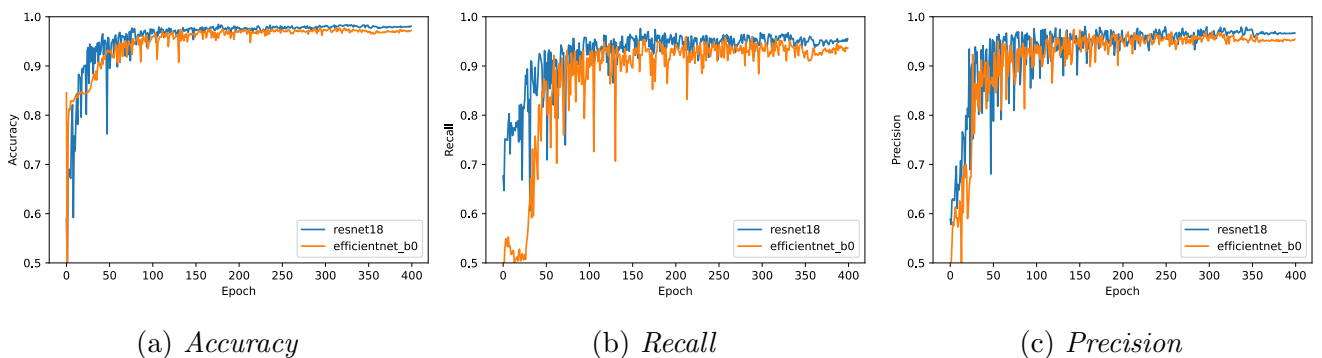 1.0
0.9
0.8
0.7
0.6
0.5
Accuracy
0 50 100 150 200 250 300 350 400
Epoch
resnet18
efficientnet_b0
(a) Accuracy
1.0
0.9
0.8
0.7
0.6
0.5
Recall
0 50 100 150 200 250 300 350 400
Epoch
resnet18
efficientnet_b0
(b) Recall
1.0
0.9
0.8
0.7
0.6
0.5
Precision
0 50 100 150 200 250 300 350 400
Epoch
resnet18
efficientnet_b0
(c) Precision